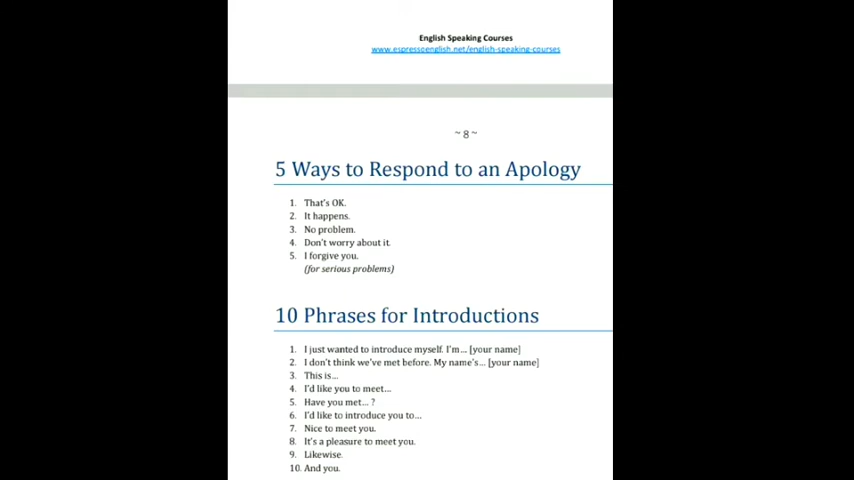 English Speaking Courses
www.espressoenglish.net/english-speaking-courses
~ 8 ~
5 Ways to Respond to an Apology
1. That's OK.
2. It happens.
3. No problem.
4. Don't worry about it.
5. I forgive you.
(for serious problems)
10 Phrases for Introductions
1. I just wanted to introduce myself. I'm... [your name]
2. I don't think we've met before. My name's... [your name]
3. This is...
4. I'd like you to meet...
5. Have you met... ?
6. I'd like to introduce you to...
7. Nice to meet you.
8. It's a pleasure to meet you.
9. Likewise.
10. And you.